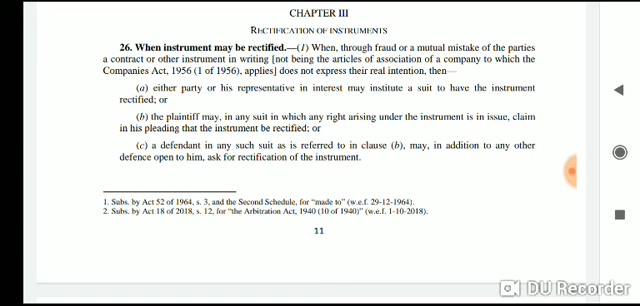 CHAPTER III
RECTIFICATION OF INSTRUMENTS
26. When instrument may be rectified.—(1) When, through fraud or a mutual mistake of the parties
a contract or other instrument in writing [not being the articles of association of a company to which the
Companies Act, 1956 (1 of 1956), applies] does not express their real intention, then—
(a) either party or his representative in interest may institute a suit to have the instrument
rectified; or
(b) the plaintiff may, in any suit in which any right arising under the instrument is in issue, claim
in his pleading that the instrument be rectified; or
(c) a defendant in any such suit as is referred to in clause (b), may, in addition to any other
defence open to him, ask for rectification of the instrument.
1. Subs. by Act 52 of 1964, s. 3, and the Second Schedule, for “made to” (w.e.f. 29-12-1964).
2. Subs. by Act 18 of 2018, s. 12, for “the Arbitration Act, 1940 (10 of 1940)” (w.e.f. 1-10-2018).
11
DU Recorder